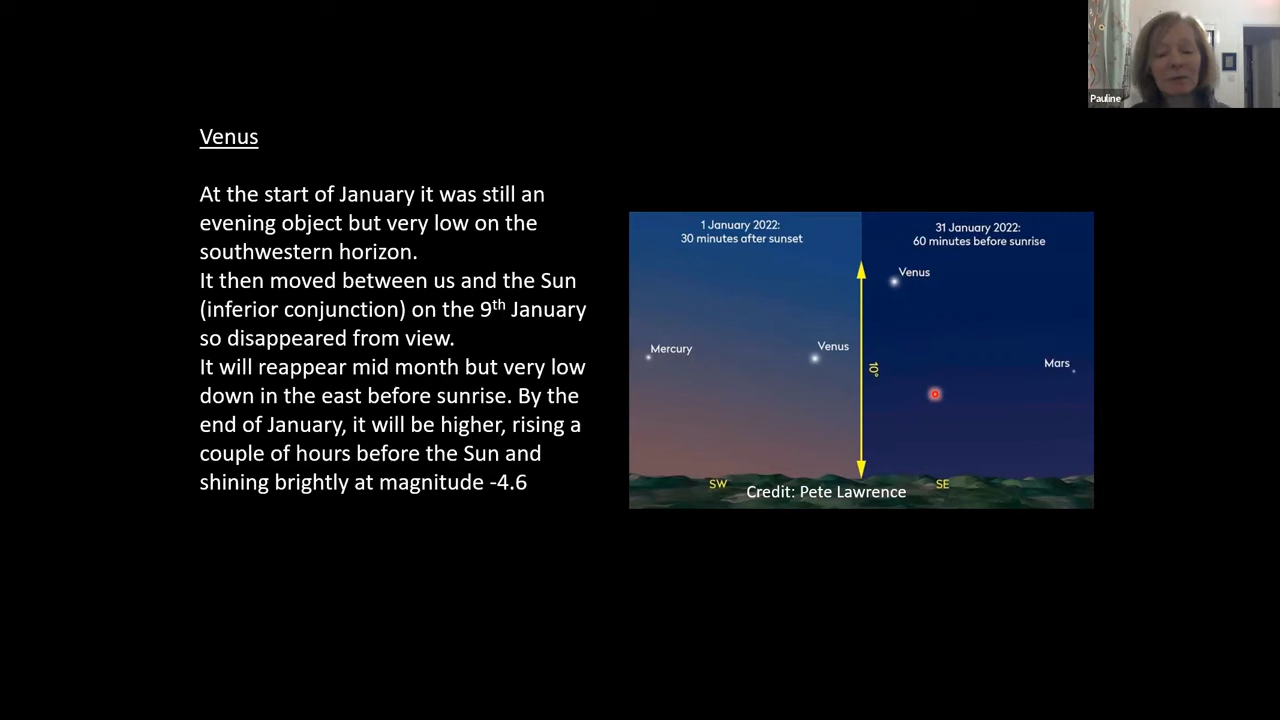 Pauline
Venus
At the start of January it was still an
evening object but very low on the
southwestern horizon.
It then moved between us and the Sun
(inferior conjunction) on the 9th January
so disappeared from view.
It will reappear mid month but very low
down in the east before sunrise. By the
end of January, it will be higher, rising a
couple of hours before the Sun and
shining brightly at magnitude -4.6
1 January 2022:
30 minutes after sunset
Mercury
Venus
10°
31 January 2022:
60 minutes before sunrise
Venus
Mars
SW
SE
Credit: Pete Lawrence